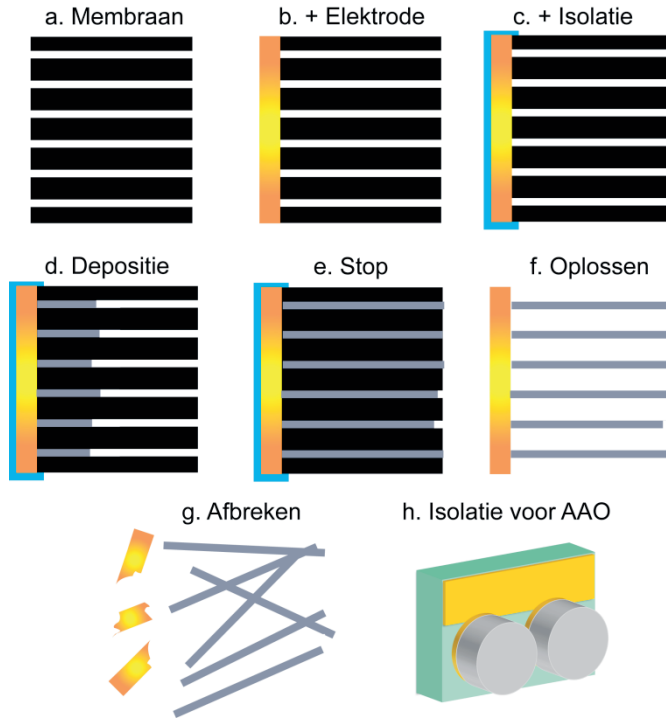 a. Membraan
b. + Elektrode
c. + Isolatie
d. Depositie
e. Stop
f. Oplossen
g. Afbreken
h. Isolatie voor AAO